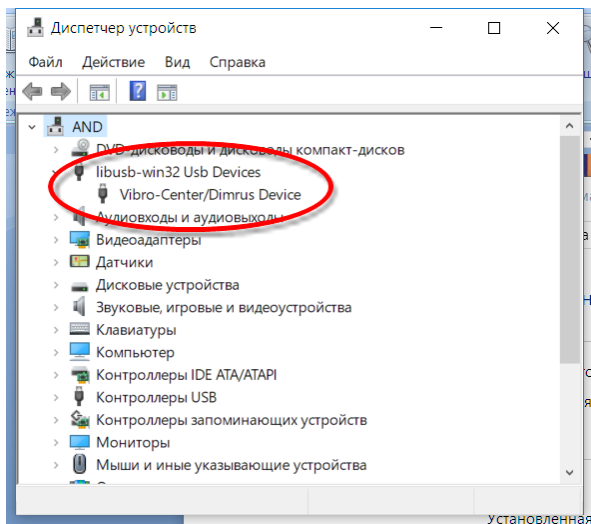 Диспетчер устройств
Файл Действие Вид Справка
AND
DVD-дисководы и дисководы компакт-дисков
libusb-win32 Usb Devices
Vibro-Center/Dimrus Device
Аудиовходы и аудиовыходы
Видеоадаптеры
Датчики
Дисковые устройства
Звуковые, игровые и видеоустройства
Клавиатуры
Компьютер
Контроллеры IDE ATA/ATAPI
Контроллеры USB
Контроллеры запоминающих устройств
Мониторы
Мыши и иные указывающие устройства
Установленная